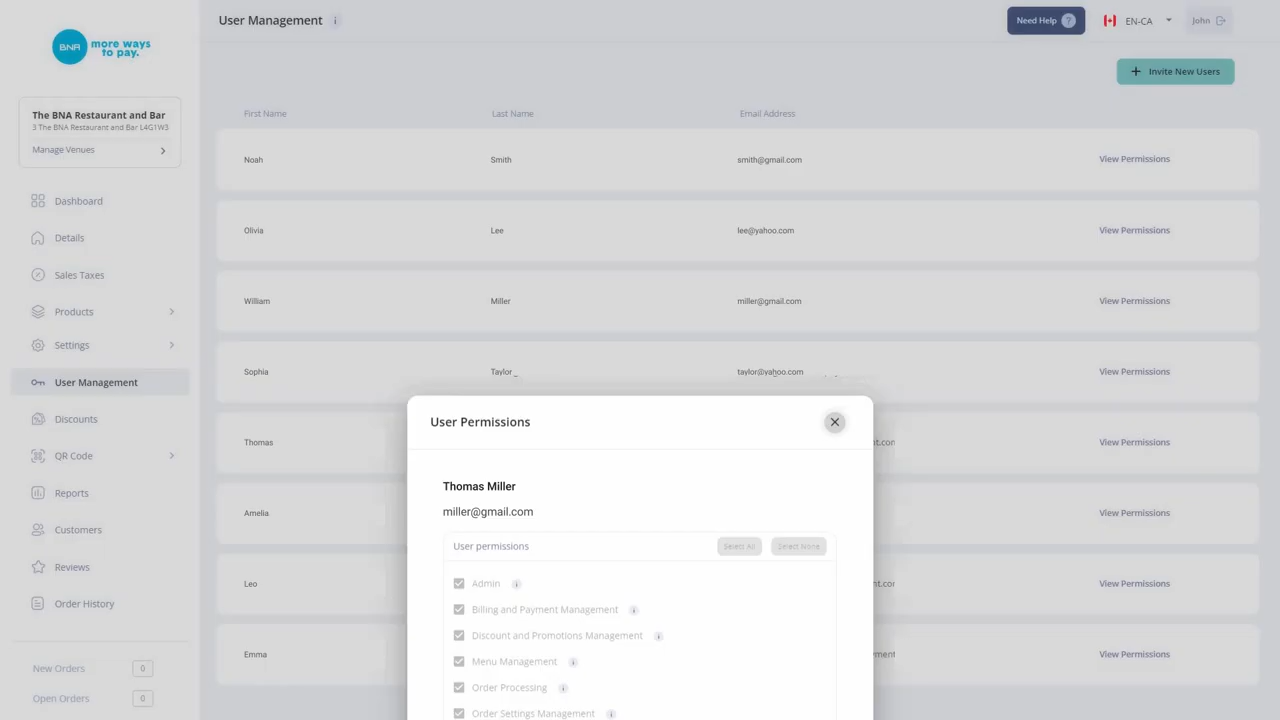 User Management i
Need Help ?
EN-CA
John
BNA more ways
to pay.
Invite New Users
The BNA Restaurant and Bar
3 The BNA Restaurant and Bar L4G1W3
Manage Venues
First Name Last Name Email Address
Noah Smith smith@gmail.com View Permissions
Olivia Lee lee@yahoo.com View Permissions
William Miller miller@gmail.com View Permissions
Sophia Taylor taylor@yahoo.com View Permissions
Thomas nt.com View Permissions
Amelia View Permissions
Leo nt.com View Permissions
Emma yment View Permissions
Dashboard
Details
Sales Taxes
Products
Settings
User Management
Discounts
QR Code
Reports
Customers
Reviews
Order History
New Orders 0
Open Orders 0
User Permissions
Thomas Miller
miller@gmail.com
User permissions Select All Select None
Admin i
Billing and Payment Management i
Discount and Promotions Management i
Menu Management i
Order Processing i
Order Settings Management i